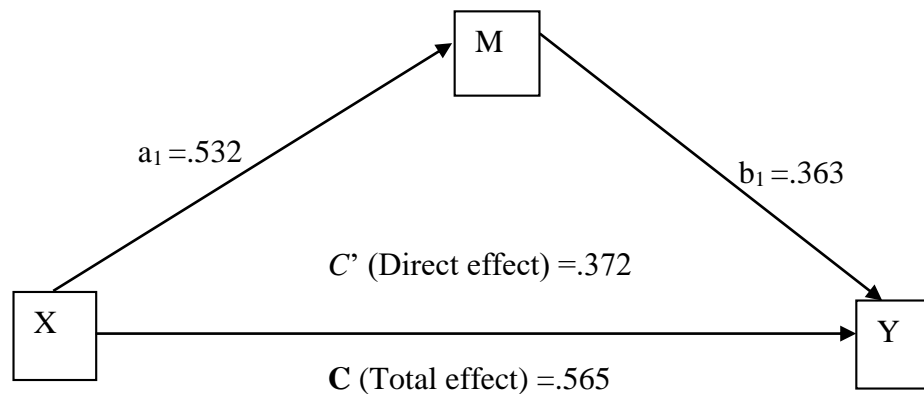 M
a₁ =.532
b₁ =.363
C’ (Direct effect) =.372
X
Y
C (Total effect) =.565